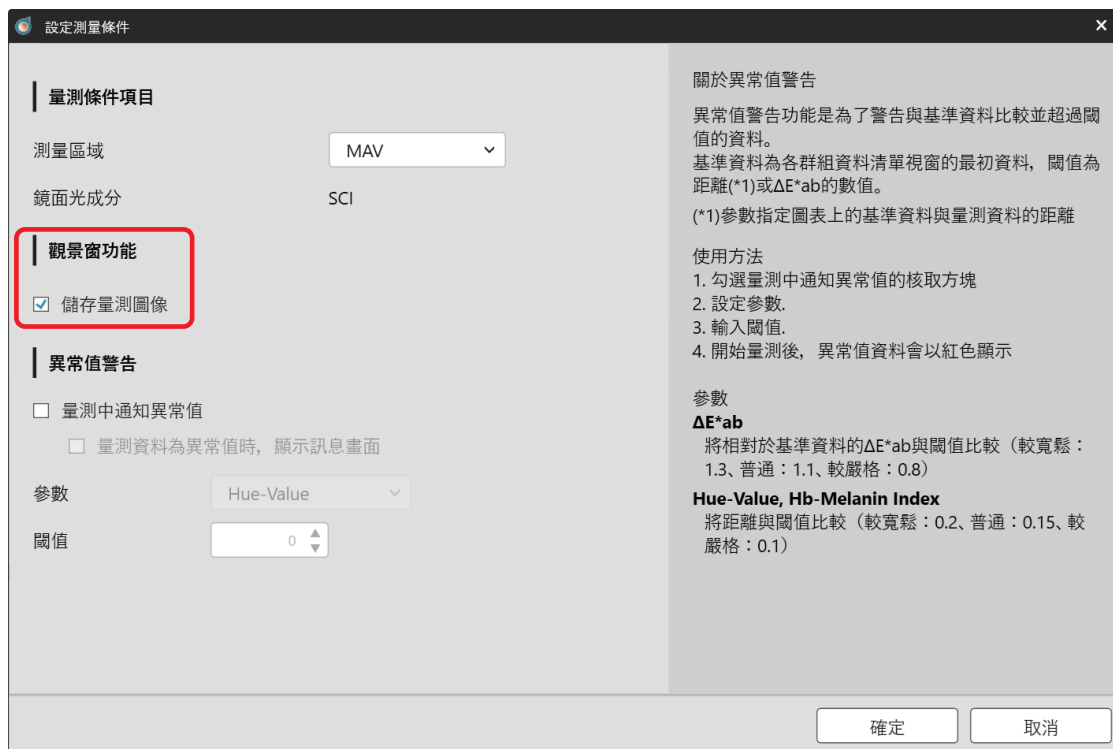 設定測量條件
量測條件項目
測量區域 MAV
鏡面光成分 SCI
觀景窗功能
儲存量測圖像
異常值警告
量測中通知異常值
量測資料為異常值時，顯示訊息畫面
參數 Hue-Value
閾值 0
關於異常值警告
異常值警告功能是為了警告與基準資料比較並超過閾
值的資料。
基準資料為各群組資料清單視窗的最初資料，閾值為
距離(*1)或ΔE*ab的數值。
(*1)參數指定圖表上的基準資料與量測資料的距離
使用方法
1. 勾選量測中通知異常值的核取方塊
2. 設定參數.
3. 輸入閾值.
4. 開始量測後，異常值資料會以紅色顯示
參數
ΔE*ab
將相對於基準資料的ΔE*ab與閾值比較（較寬鬆：
1.3、普通：1.1、較嚴格：0.8）
Hue-Value, Hb-Melanin Index
將距離與閾值比較（較寬鬆：0.2、普通：0.15、較
嚴格：0.1）
確定 取消